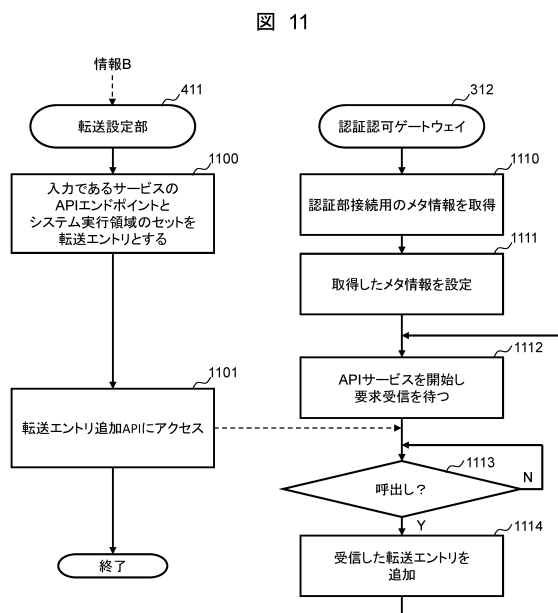 図 11
情報B
411
転送設定部
1100
入力であるサービスの
APIエンドポイントと
システム実行領域のセットを
転送エントリとする
1101
転送エントリ追加APIにアクセス
終了
312
認証認可ゲートウェイ
1110
認証部接続用のメタ情報を取得
1111
取得したメタ情報を設定
1112
APIサービスを開始し
要求受信を待つ
1113
呼出し？
N
Y
1114
受信した転送エントリを
追加